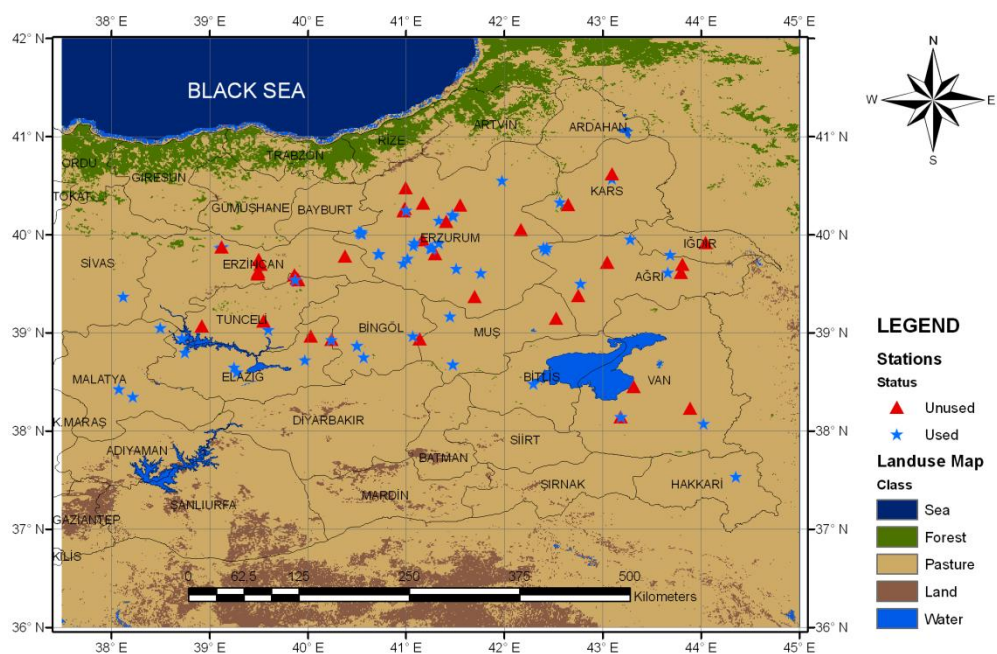 38° E 39° E 40° E 41° E 42° E 43° E 44° E 45° E
42° N 42° N
N
BLACK SEA
W E
S
ARTVİN ARDAHAN
41° N 41° N
RİZE
ORDU TRABZON
GİRESUN
TOKAT KARS
GÜMÜŞHANE BAYBURT
40° N ERZURUM 40° N
IĞDIR
SİVAS ERZİNCAN
AĞRI
TUNCELİ
BİNGÖL MUŞ
39° N 39° N
LEGEND
Stations
MALATYA ELAZIĞ BİTLİS VAN
Status
Unused
K.MARAŞ DİYARBAKIR
Used
SİİRT
38° N 38° N
ADIYAMAN BATMAN
Landuse Map
Class
ŞIRNAK HAKKARİ
MARDİN
ŞANLIURFA
Sea
GAZİANTEP
37° N 37° N
Forest
KİLİS
Pasture
0 62.5 125 250 375 500
Kilometers
Land
Water
36° N 36° N
38° E 39° E 40° E 41° E 42° E 43° E 44° E 45° E